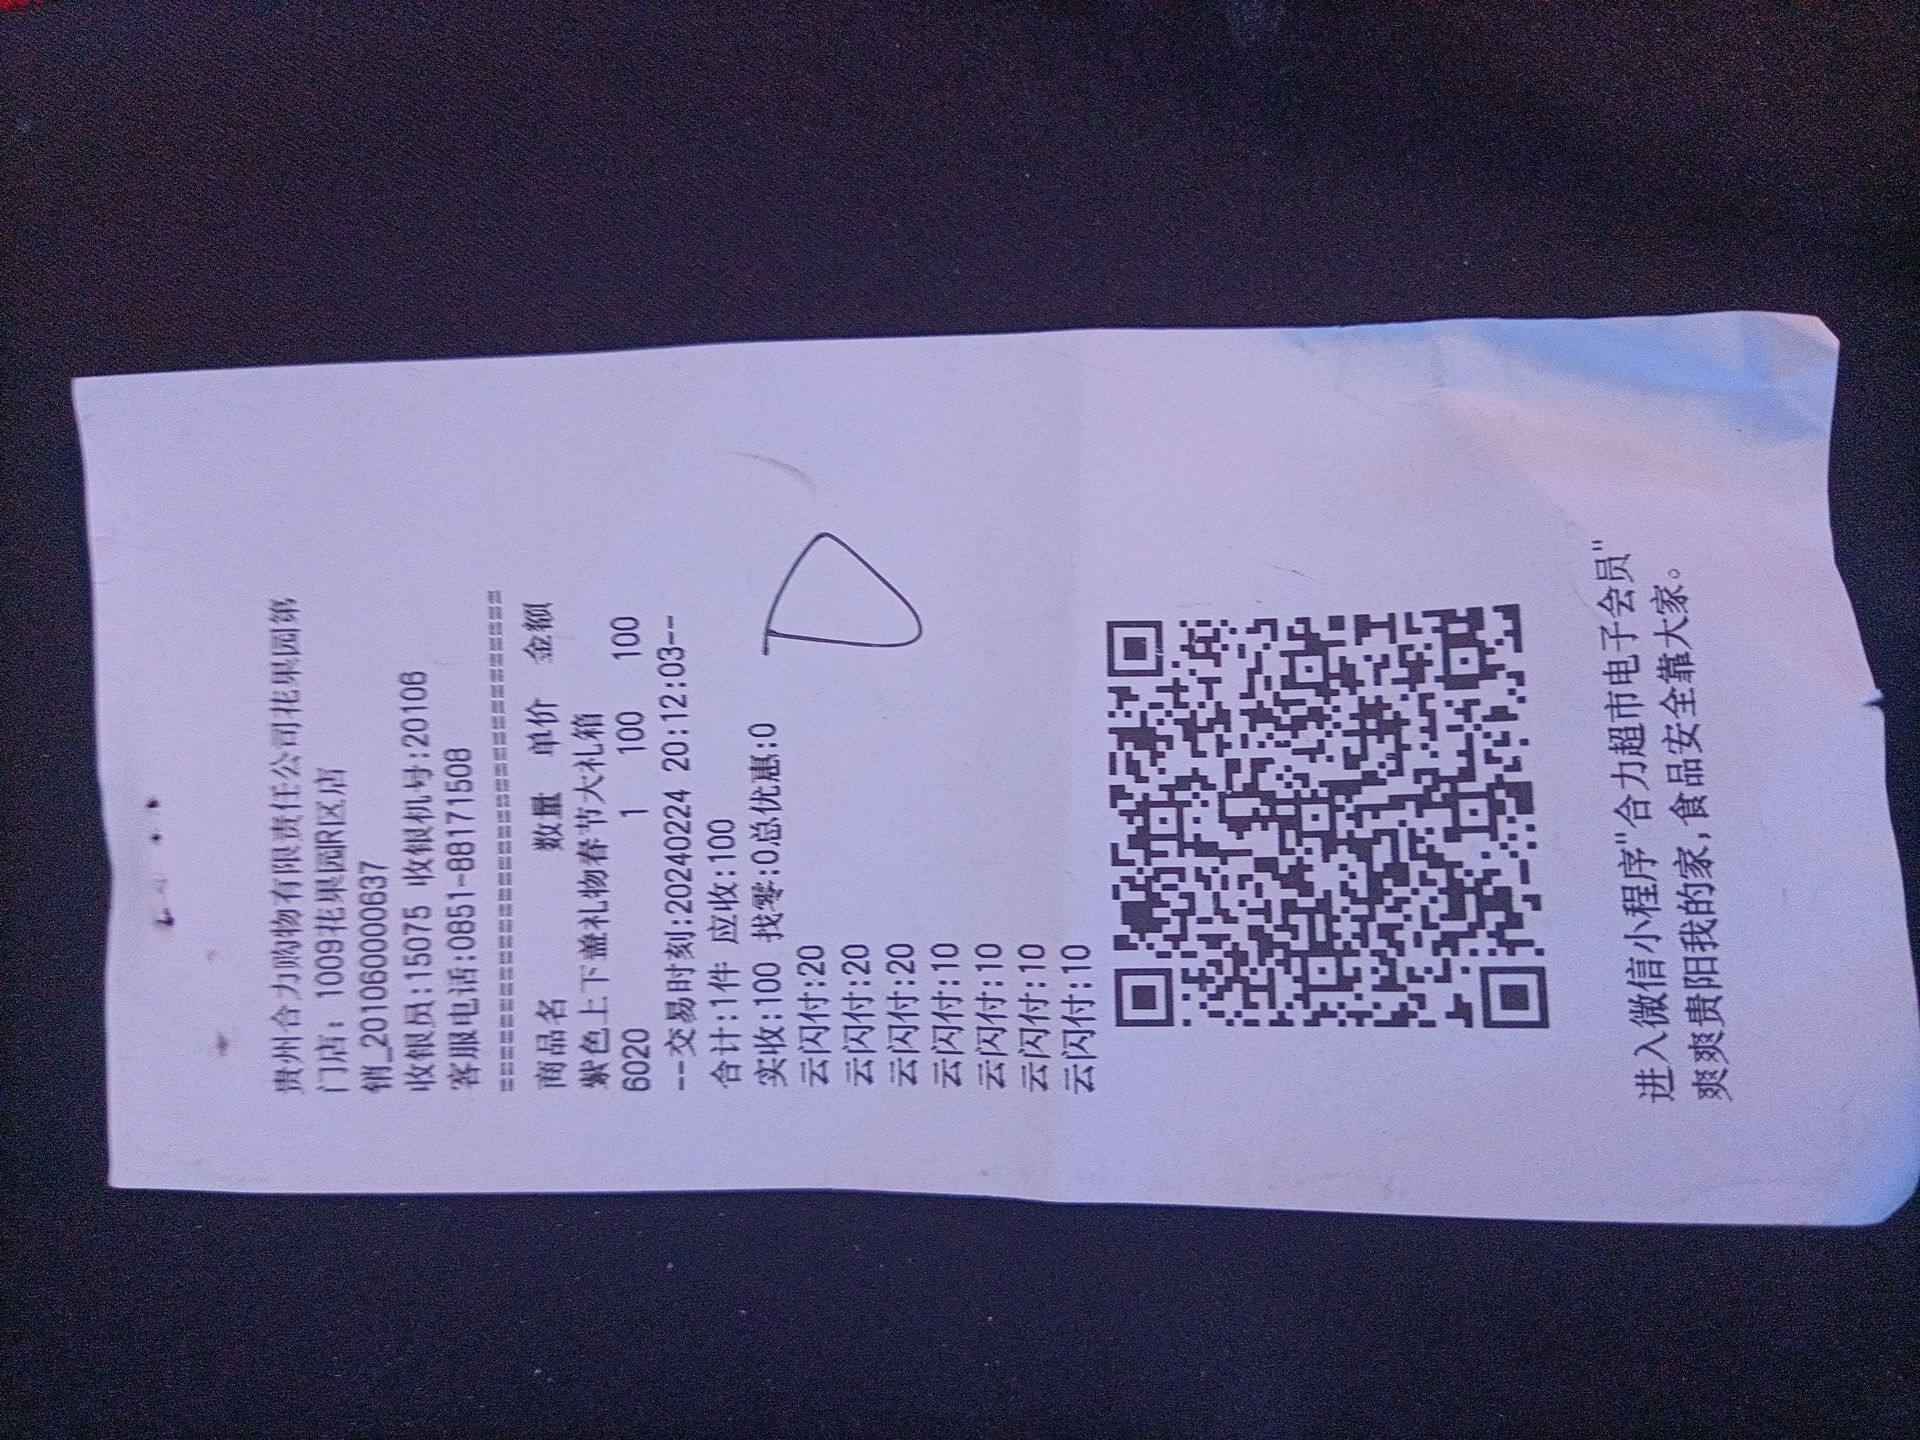 贵州合力购物有限责任公司花果园第
门店: 1009花果园R区店
销_201060000637
收银员:15075 收银机号:20106
客服电话:0851-88171508
==================================
商品名 数量 单价 金额
紫色上下盖礼物春节大礼箱
6020 1 100 100
--交易时刻:20240224 20:12:03--
合计:1件 应收:100
实收:100 找零:0总优惠:0
云闪付:20
云闪付:20
云闪付:20
云闪付:10
云闪付:10
云闪付:10
云闪付:10
进入微信小程序"合力超市电子会员"
爽爽贵阳我的家,食品安全靠大家。